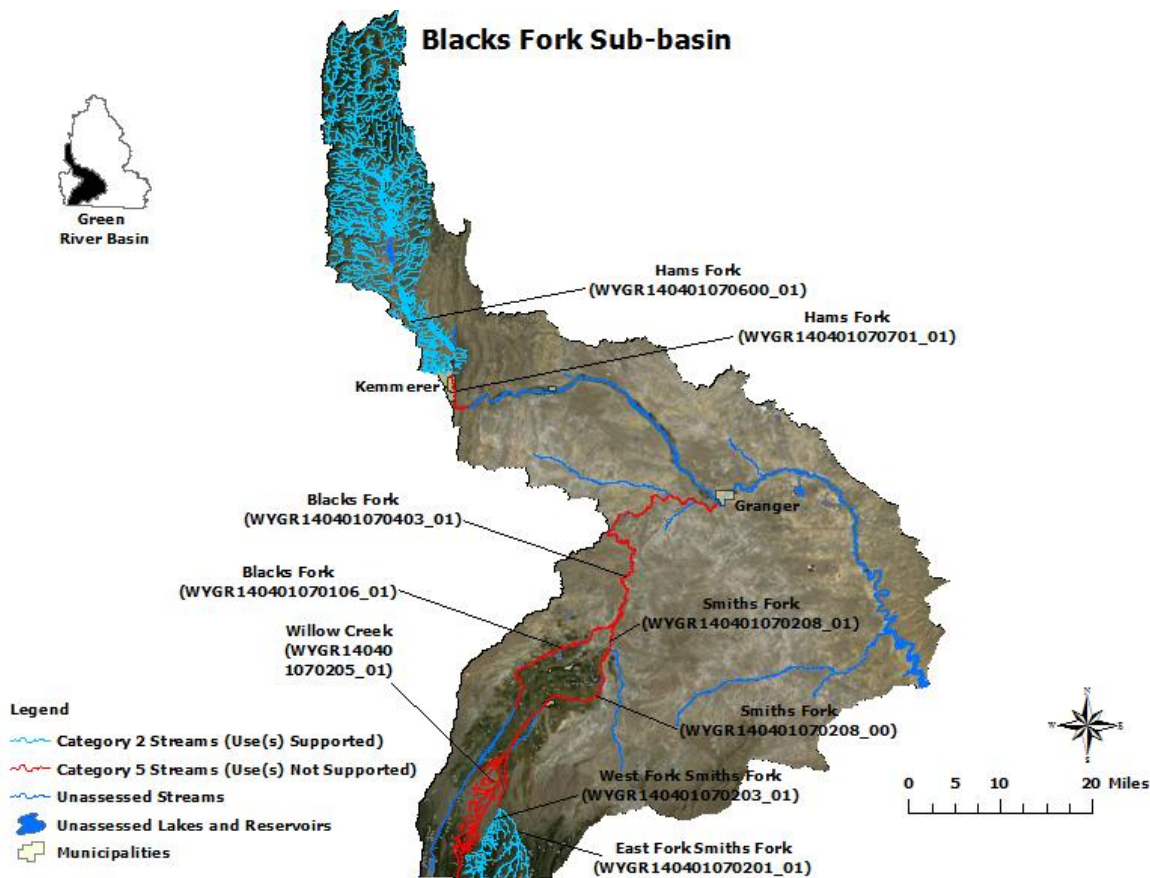 Blacks Fork Sub-basin
Green
River Basin
Hams Fork
(WYGR140401070600_01)
Hams Fork
(WYGR140401070701_01)
Kemmerer
Blacks Fork
(WYGR140401070403_01)
Granger
Blacks Fork
(WYGR140401070106_01)
Smiths Fork
(WYGR140401070208_01)
Willow Creek
(WYGR14040
1070205_01)
Smiths Fork
(WYGR140401070208_00)
West Fork Smiths Fork
(WYGR140401070203_01)
East Fork Smiths Fork
(WYGR140401070201_01)
Legend
Category 2 Streams (Use(s) Supported)
Category 5 Streams (Use(s) Not Supported)
Unassessed Streams
Unassessed Lakes and Reservoirs
Municipalities
N
W E
S
0 5 10 20 Miles